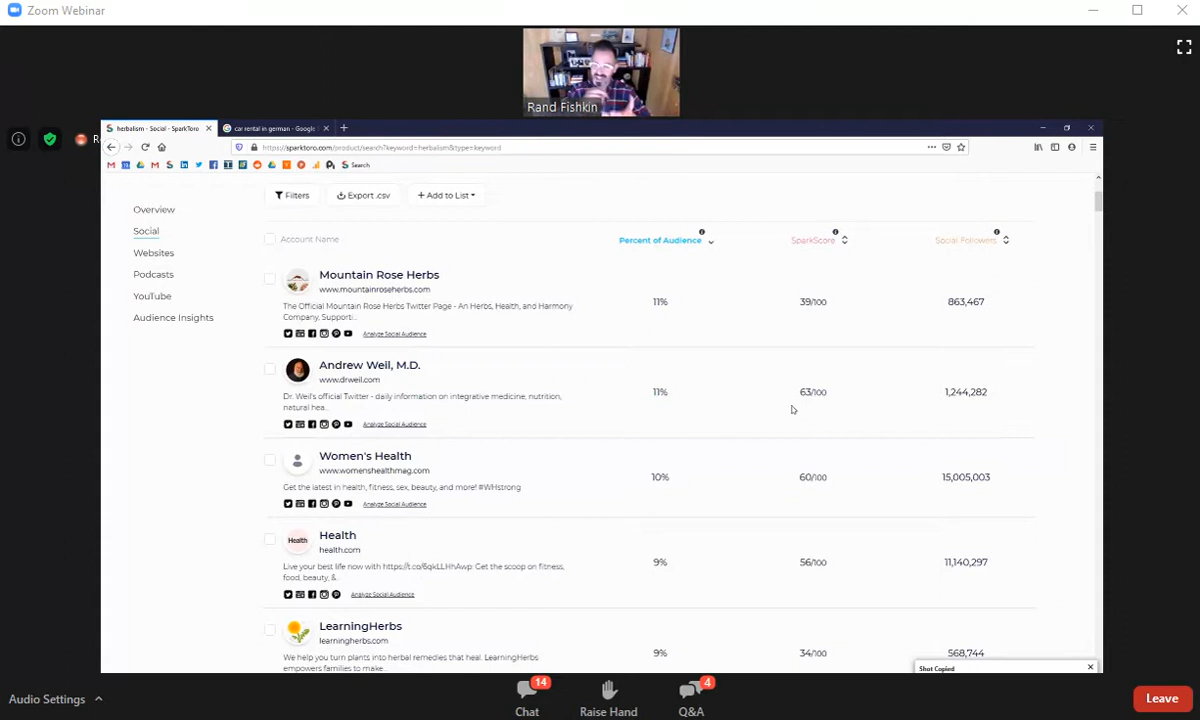 Zoom Webinar
Rand Fishkin
herbalism - Social - SparkToro
car rental in german - Google
R
https://sparktoro.com/product/search?keyword=herbalism&type=keyword
Search
Filters
Export .csv
+ Add to List
Overview
Social
Websites
Podcasts
YouTube
Audience Insights
Account Name
Percent of Audience
SparkScore
Social Followers
Mountain Rose Herbs
www.mountainroseherbs.com
The Official Mountain Rose Herbs Twitter Page - An Herbs, Health, and Harmony
Company, Supporti..
Analyze Social Audience
11%
39/100
863,467
Andrew Weil, M.D.
www.drweil.com
Dr. Weil's official Twitter - daily information on integrative medicine, nutrition,
natural hea..
Analyze Social Audience
11%
63/100
1,244,282
Women's Health
www.womenshealthmag.com
Get the latest in health, fitness, sex, beauty, and more! #WHstrong
Analyze Social Audience
10%
60/100
15,005,003
Health
Health
health.com
Live your best life now with https://t.co/6qkLLHhAwp: Get the scoop on fitness,
food, beauty, &..
Analyze Social Audience
9%
56/100
11,140,297
LearningHerbs
learningherbs.com
We help you turn plants into herbal remedies that heal. LearningHerbs
empowers families to make..
9%
34/100
568,744
Shot Copied
Audio Settings
14
Chat
Raise Hand
4
Q&A
Leave